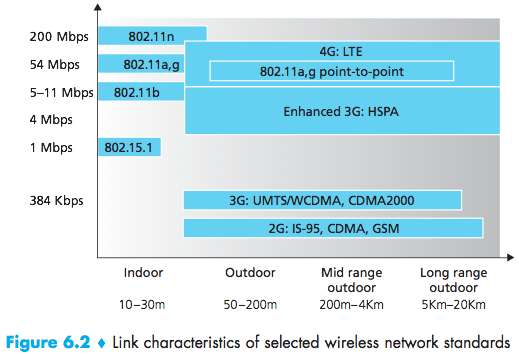 200 Mbps
802.11n
4G: LTE
54 Mbps
802.11a,g
802.11a,g point-to-point
5–11 Mbps
802.11b
Enhanced 3G: HSPA
4 Mbps
1 Mbps
802.15.1
384 Kbps
3G: UMTS/WCDMA, CDMA2000
2G: IS-95, CDMA, GSM
Indoor
Outdoor
Mid range
outdoor
Long range
outdoor
10–30m
50–200m
200m–4Km
5Km–20Km
Figure 6.2 ♦ Link characteristics of selected wireless network standards